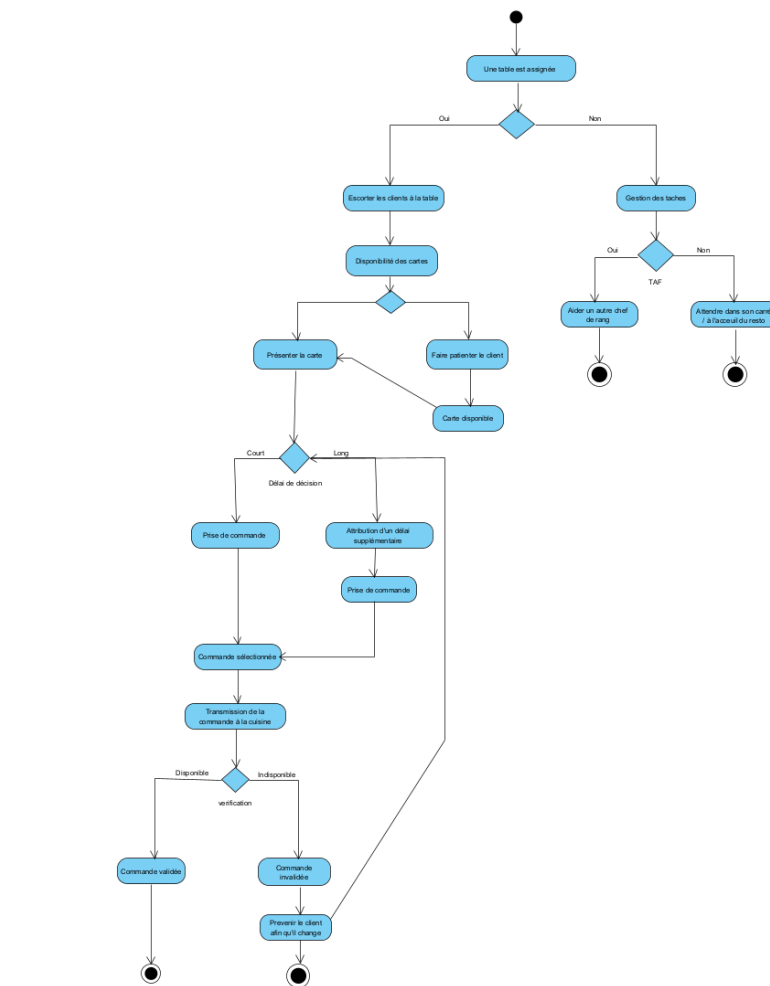 Une table est assignée
Oui
Non
Escorter les clients à la table
Gestion des taches
Disponibilité des cartes
Oui
Non
TAF
Aider un autre chef
de rang
Attendre dans son carré
/ à l'acceuil du resto
Présenter la carte
Faire patienter le client
Carte disponible
Court
Long
Délai de décision
Prise de commande
Attribution d'un délai
supplémentaire
Prise de commande
Commande sélectionnée
Transmission de la
commande à la cuisine
Disponible
Indisponible
verification
Commande validée
Commande
invalidée
Prevenir le client
afin qu'il change